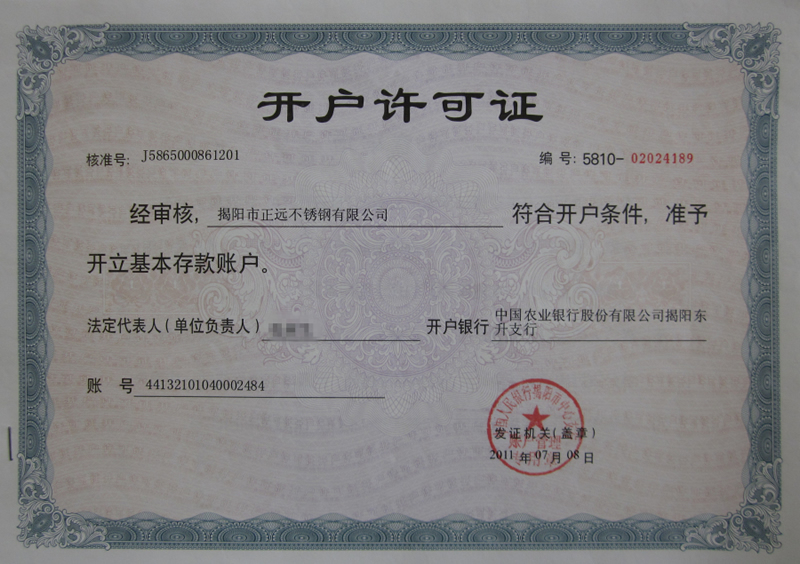 开户许可证
核准号: J5865000861201 编号: 5810-02024189
经审核, 揭阳市正远不锈钢有限公司 符合开户条件, 准予
开立基本存款账户。
法定代表人(单位负责人) 开户银行 中国农业银行股份有限公司揭阳东
升支行
账 号 44132101040002484
发证机关(盖章)
2011 年 07 月 08 日